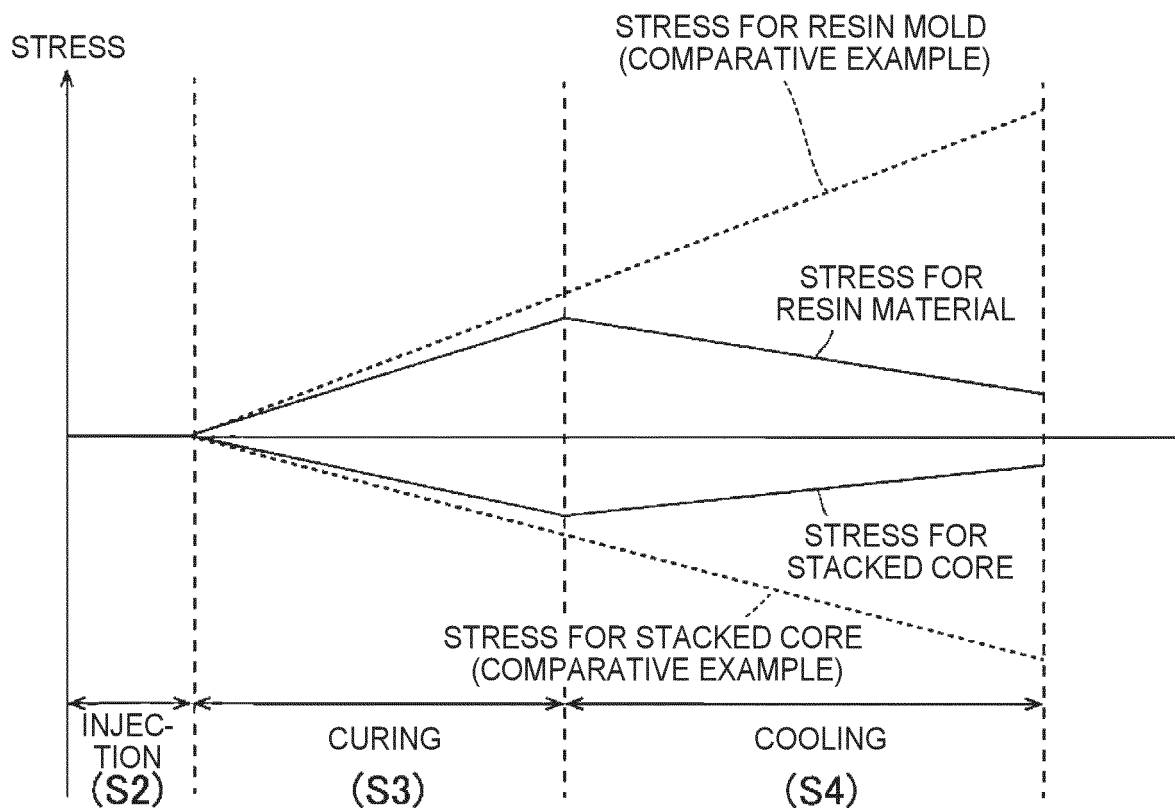 STRESS
STRESS FOR RESIN MOLD
(COMPARATIVE EXAMPLE)
STRESS FOR
RESIN MATERIAL
STRESS FOR
STACKED CORE
STRESS FOR STACKED CORE
(COMPARATIVE EXAMPLE)
INJEC-
TION
(S2)
CURING
(S3)
COOLING
(S4)